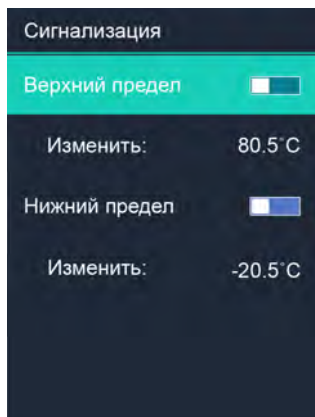 Сигнализация
Верхний предел
Изменить: 80.5°C
Нижний предел
Изменить: -20.5°C